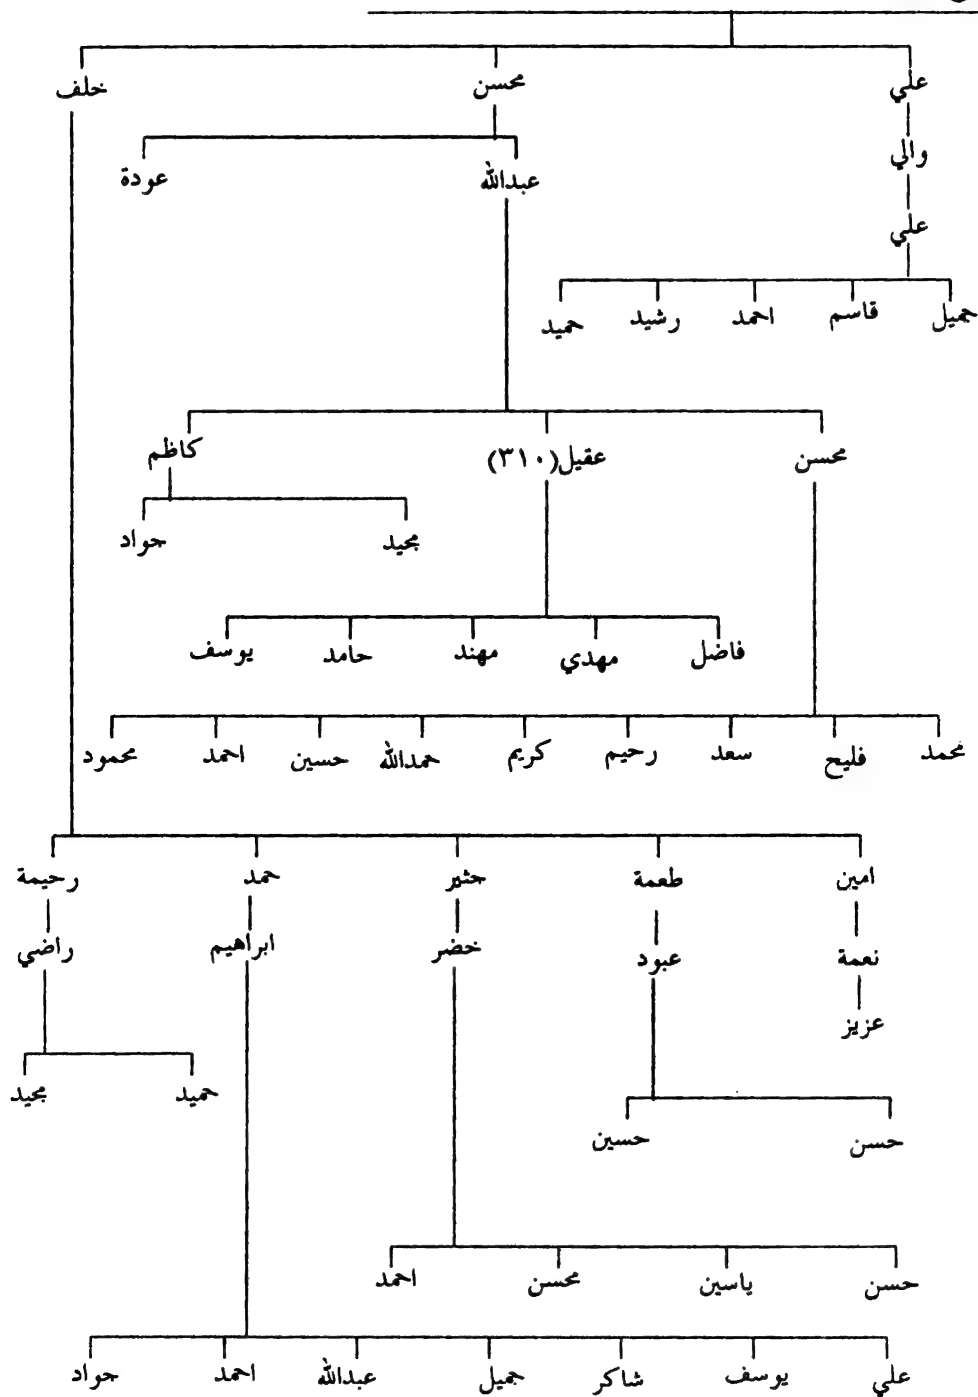 علي محسن خلف
والي
عبدالله عودة
علي
جميل قاسم احمد رشيد حميد
محسن عقيل(٣١٠) كاظم
مجيد جواد
فاضل مهدي مهند حامد يوسف
محمد فليح سعد رحيم كريم حمدالله حسين احمد محمود
امين طعمة جثير حمد رحيمة
نعمة عبود خضر ابراهيم راضي
عزيز
حميد مجيد
حسن حسين
حسن ياسين محسن احمد
علي يوسف شاكر جميل عبدالله احمد جواد